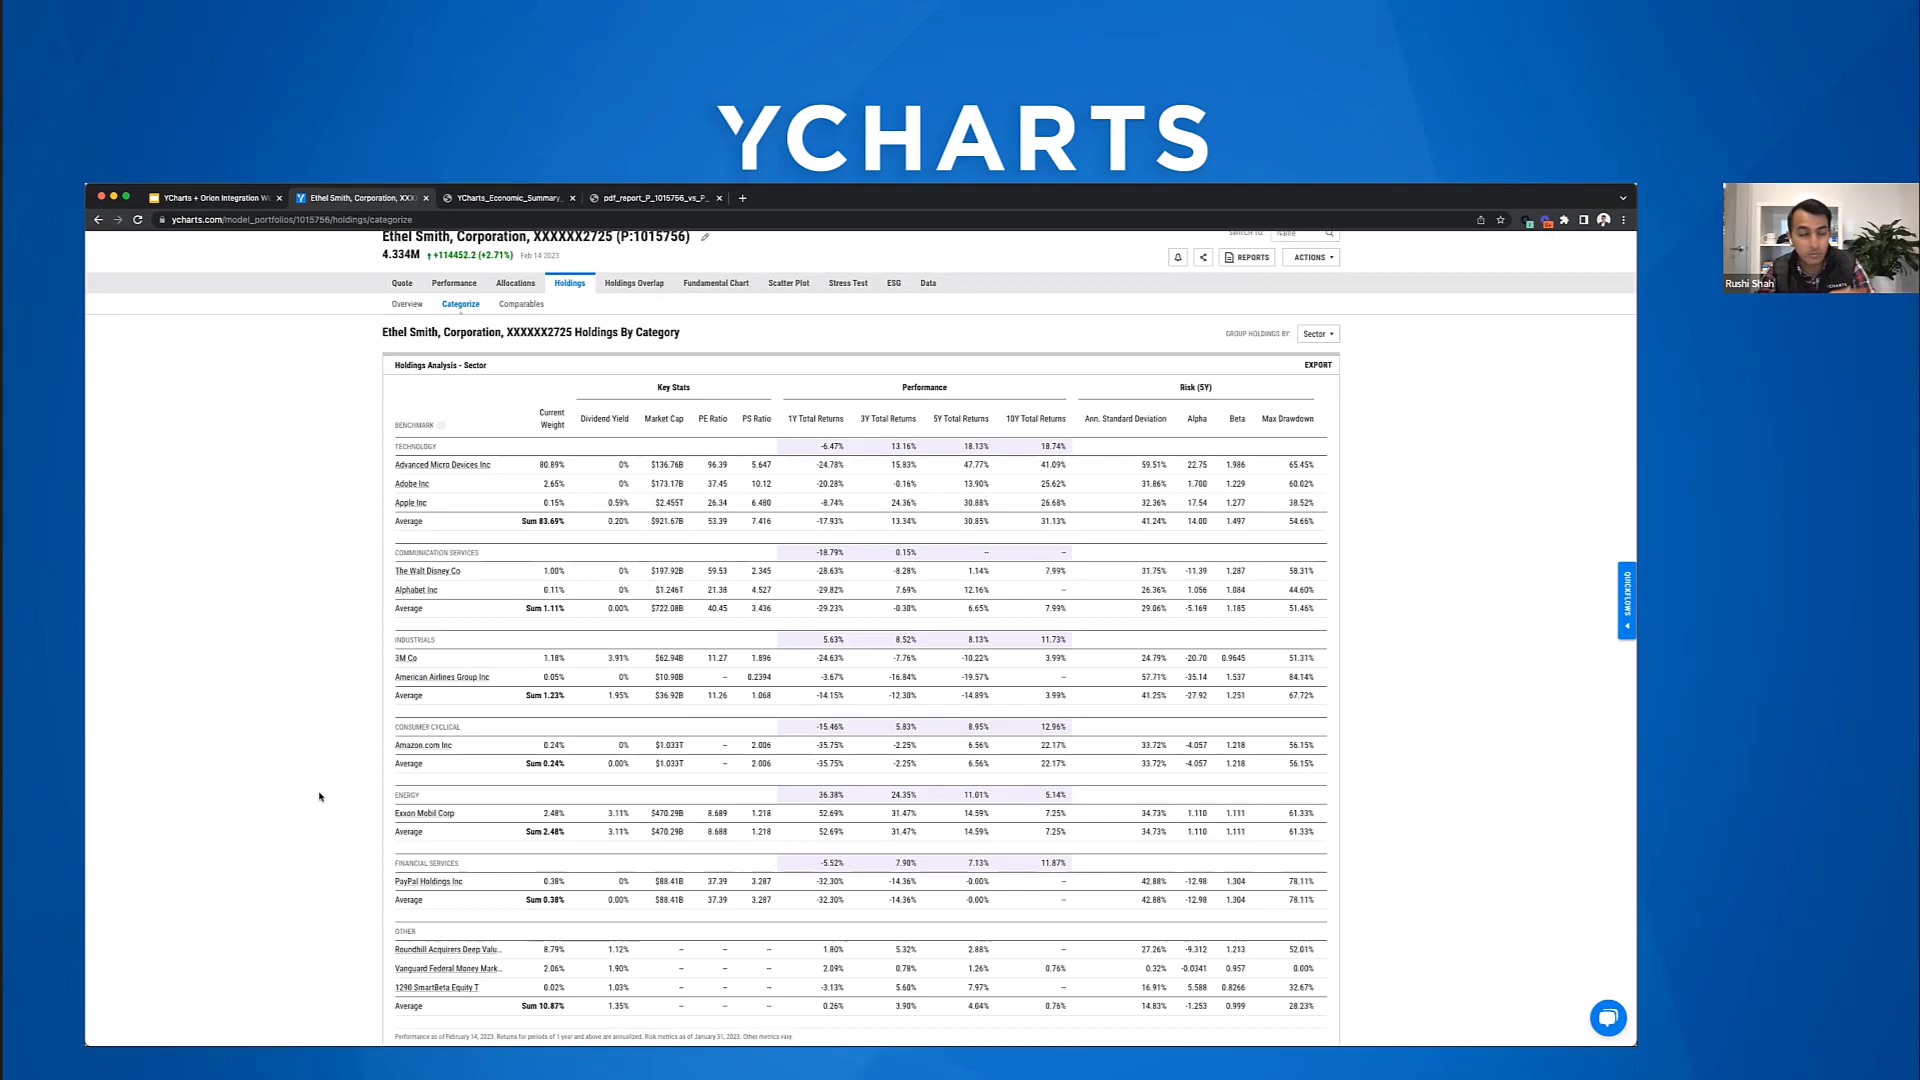 YCHARTS
YCharts + Orion Integration W
Ethel Smith, Corporation, XXX
YCharts_Economic_Summary_
pdf_report_P_1015756_vs_P_
ycharts.com/model_portfolios/1015756/holdings/categorize
Rushi Shah
Ethel Smith, Corporation, XXXXXX2725 (P:1015756)
SWITCH TO: Name
4.334M +114452.2 (+2.71%) Feb 14 2023
REPORTS ACTIONS
Quote Performance Allocations Holdings Holdings Overlap Fundamental Chart Scatter Plot Stress Test ESG Data
Overview Categorize Comparables
Ethel Smith, Corporation, XXXXXX2725 Holdings By Category
GROUP HOLDINGS BY: Sector
Holdings Analysis - Sector EXPORT
Key Stats Performance Risk (5Y)
BENCHMARK Current Weight Dividend Yield Market Cap PE Ratio PS Ratio 1Y Total Returns 3Y Total Returns 5Y Total Returns 10Y Total Returns Ann. Standard Deviation Alpha Beta Max Drawdown
TECHNOLOGY -6.47% 13.16% 18.13% 18.74%
Advanced Micro Devices Inc 80.89% 0% $136.76B 96.39 5.647 -24.78% 15.83% 47.77% 41.09% 59.51% 22.75 1.986 65.45%
Adobe Inc 2.65% 0% $173.17B 37.45 10.12 -20.28% -0.16% 13.90% 25.62% 31.86% 1.700 1.229 60.02%
Apple Inc 0.15% 0.59% $2.455T 26.34 6.480 -8.74% 24.36% 30.88% 26.68% 32.36% 17.54 1.277 38.52%
Average Sum 83.69% 0.20% $921.67B 53.39 7.416 -17.93% 13.34% 30.85% 31.13% 41.24% 14.00 1.497 54.66%
COMMUNICATION SERVICES -18.79% 0.15% -- --
The Walt Disney Co 1.00% 0% $197.92B 59.53 2.345 -28.63% -8.28% 1.14% 7.99% 31.75% -11.39 1.287 58.31%
Alphabet Inc 0.11% 0% $1.246T 21.38 4.527 -29.82% 7.69% 12.16% -- 26.36% 1.056 1.084 44.60%
Average Sum 1.11% 0.00% $722.08B 40.45 3.436 -29.23% -0.30% 6.65% 7.99% 29.06% -5.169 1.185 51.46%
INDUSTRIALS 5.63% 8.52% 8.13% 11.73%
3M Co 1.18% 3.91% $62.94B 11.27 1.896 -24.63% -7.76% -10.22% 3.99% 24.79% -20.70 0.9645 51.31%
American Airlines Group Inc 0.05% 0% $10.90B -- 0.2394 -3.67% -16.84% -19.57% -- 57.71% -35.14 1.537 84.14%
Average Sum 1.23% 1.95% $36.92B 11.26 1.068 -14.15% -12.30% -14.89% 3.99% 41.25% -27.92 1.251 67.72%
CONSUMER CYCLICAL -15.46% 5.83% 8.95% 12.96%
Amazon.com Inc 0.24% 0% $1.033T -- 2.006 -35.75% -2.25% 6.56% 22.17% 33.72% -4.057 1.218 56.15%
Average Sum 0.24% 0.00% $1.033T -- 2.006 -35.75% -2.25% 6.56% 22.17% 33.72% -4.057 1.218 56.15%
ENERGY 36.38% 24.35% 11.01% 5.14%
Exxon Mobil Corp 2.48% 3.11% $470.29B 8.689 1.218 52.69% 31.47% 14.59% 7.25% 34.73% 1.110 1.111 61.33%
Average Sum 2.48% 3.11% $470.29B 8.688 1.218 52.69% 31.47% 14.59% 7.25% 34.73% 1.110 1.111 61.33%
FINANCIAL SERVICES -5.52% 7.90% 7.13% 11.87%
PayPal Holdings Inc 0.38% 0% $88.41B 37.39 3.287 -32.30% -14.36% -0.00% -- 42.88% -12.98 1.304 78.11%
Average Sum 0.38% 0.00% $88.41B 37.39 3.287 -32.30% -14.36% -0.00% -- 42.88% -12.98 1.304 78.11%
OTHER
Roundhill Acquirers Deep Valu... 8.79% 1.12% -- -- -- 1.80% 5.32% 2.88% -- 27.26% -9.312 1.213 52.01%
Vanguard Federal Money Mark... 2.06% 1.90% -- -- -- 2.09% 0.78% 1.26% 0.76% 0.32% -0.0341 0.957 0.00%
1290 SmartBeta Equity T 0.02% 1.03% -- -- -- -3.13% 5.60% 7.97% -- 16.91% 5.588 0.8266 32.67%
Average Sum 10.87% 1.35% -- -- -- 0.26% 3.90% 4.04% 0.76% 14.83% -1.253 0.999 28.23%
Performance as of February 14, 2023. Returns for periods of 1 year and above are annualized. Risk metrics as of January 31, 2023. Other metrics vary.
QUICKFLOWS